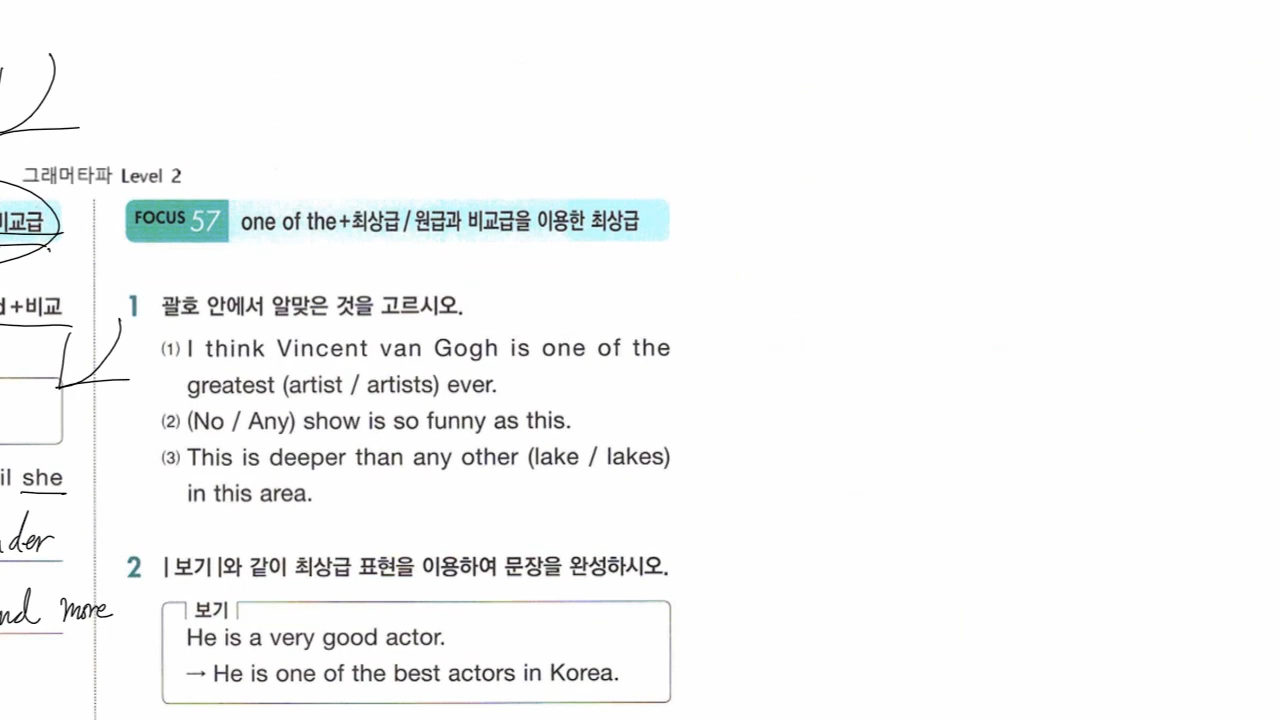 그래머타파 Level 2
비교급
+비교
il she
der
nd more
FOCUS 57 one of the+최상급/원급과 비교급을 이용한 최상급
1 괄호 안에서 알맞은 것을 고르시오.
(1) I think Vincent van Gogh is one of the
greatest (artist / artists) ever.
(2) (No / Any) show is so funny as this.
(3) This is deeper than any other (lake / lakes)
in this area.
2 |보기|와 같이 최상급 표현을 이용하여 문장을 완성하시오.
보기
He is a very good actor.
→ He is one of the best actors in Korea.